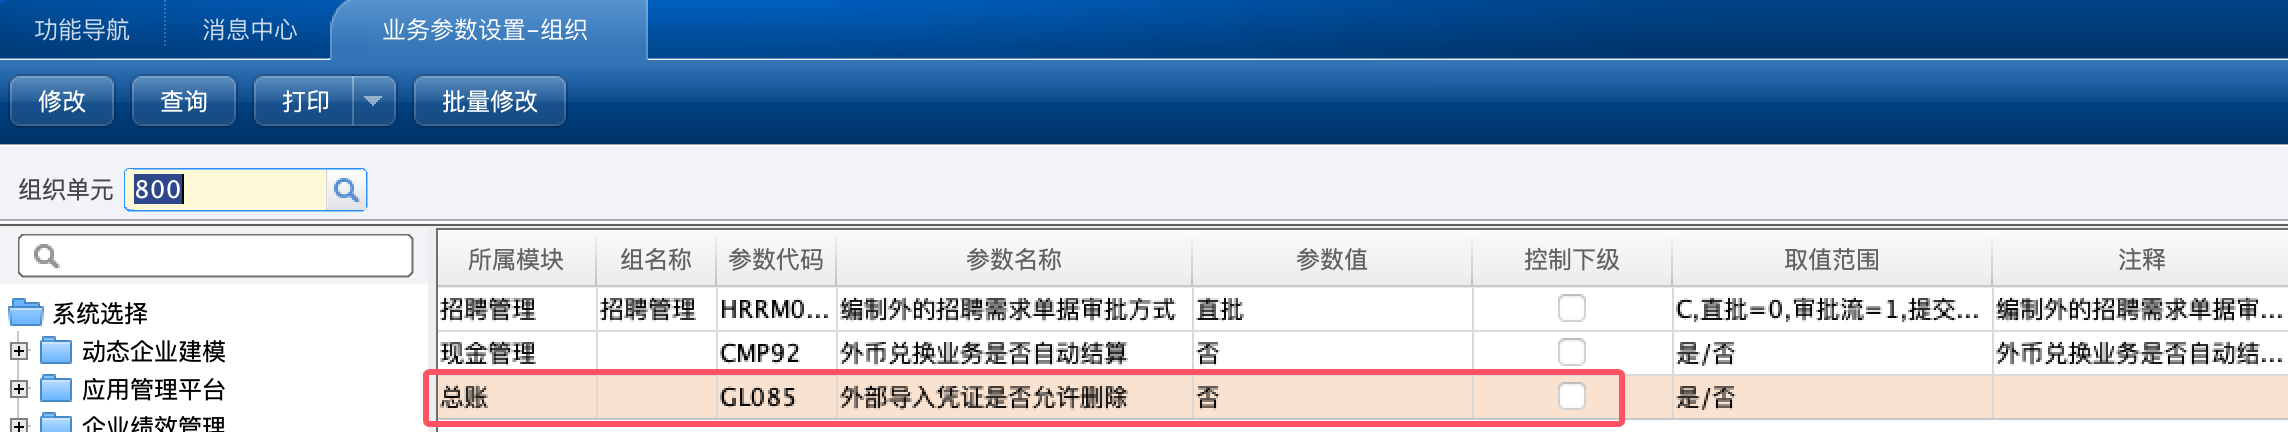 功能导航 消息中心 业务参数设置-组织
修改 查询 打印 批量修改
组织单元 800
所属模块 组名称 参数代码 参数名称 参数值 控制下级 取值范围 注释
招聘管理 招聘管理 HRRM0... 编制外的招聘需求单据审批方式 直批 C,直批=0,审批流=1,提交... 编制外的招聘需求单据审...
系统选择
动态企业建模
现金管理 CMP92 外币兑换业务是否自动结算 否 是/否 外币兑换业务是否自动结...
应用管理平台
总账 GL085 外部导入凭证是否允许删除 否 是/否
企业绩效管理